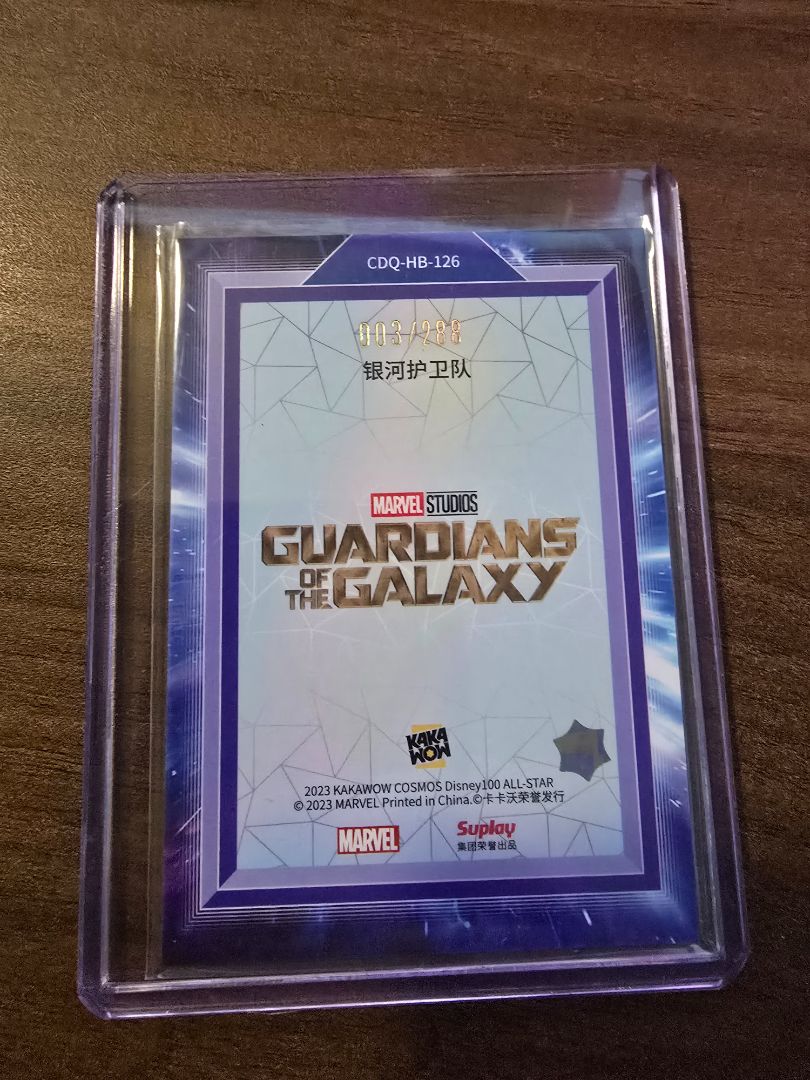 CDQ-HB-126
003/288
银河护卫队
MARVEL STUDIOS
GUARDIANS
OF THE GALAXY
KAKA
WOW
2023 KAKAWOW COSMOS Disney100 ALL-STAR
© 2023 MARVEL Printed in China.©卡卡沃荣誉发行
MARVEL
Suplay
集团荣誉出品